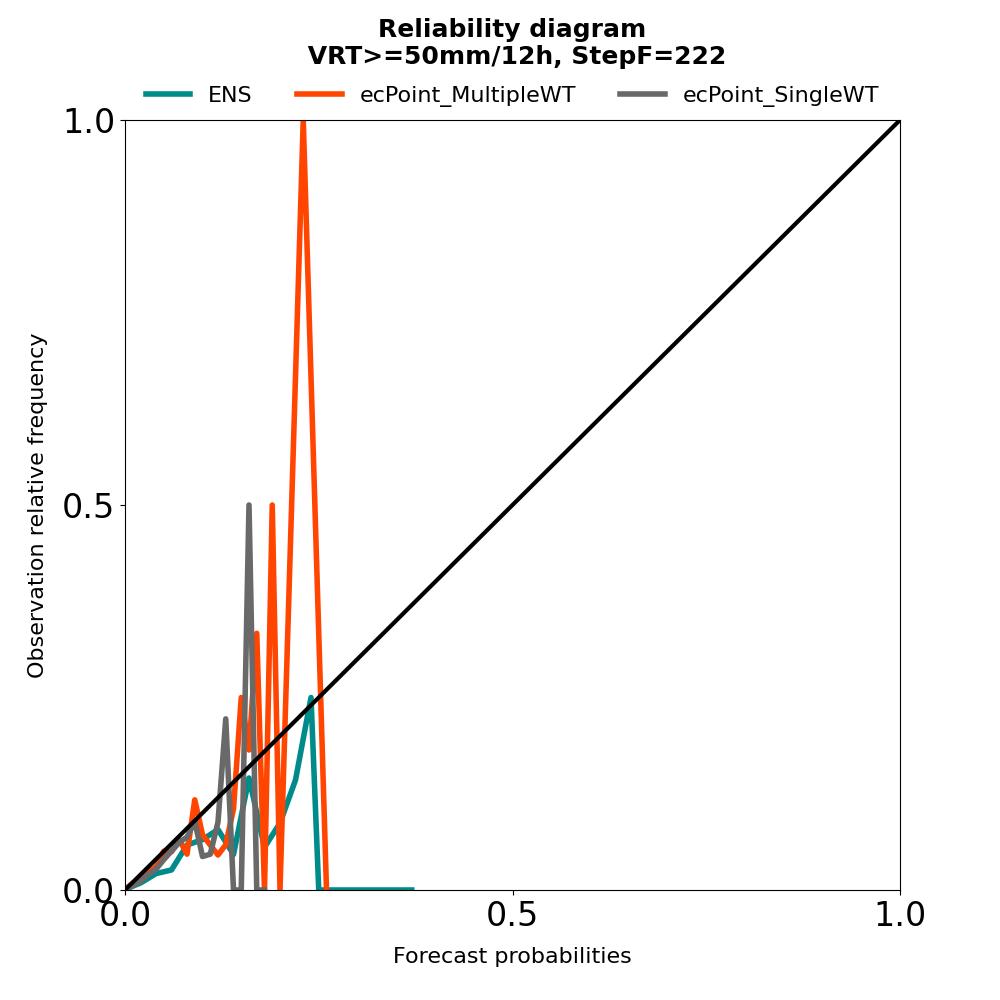 Reliability diagram
VRT>=50mm/12h, StepF=222
ENS ecPoint_MultipleWT ecPoint_SingleWT
1.0
0.5
0.0
Observation relative frequency
0.0 0.5 1.0
Forecast probabilities